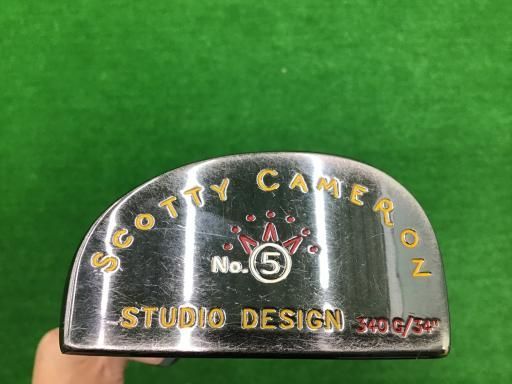 SCOTTY CAMERON
No. 5
STUDIO DESIGN 340 G/34"